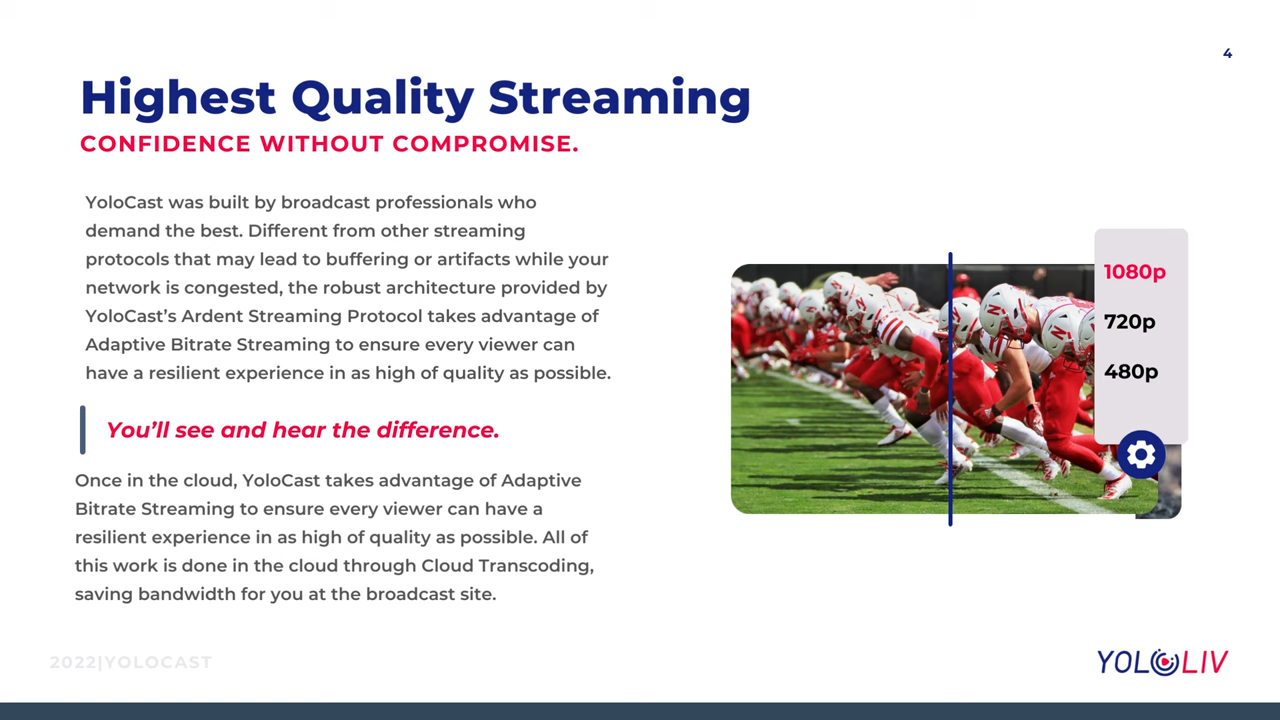 4
Highest Quality Streaming
CONFIDENCE WITHOUT COMPROMISE.
YoloCast was built by broadcast professionals who
demand the best. Different from other streaming
protocols that may lead to buffering or artifacts while your
network is congested, the robust architecture provided by
YoloCast’s Ardent Streaming Protocol takes advantage of
Adaptive Bitrate Streaming to ensure every viewer can
have a resilient experience in as high of quality as possible.
You’ll see and hear the difference.
Once in the cloud, YoloCast takes advantage of Adaptive
Bitrate Streaming to ensure every viewer can have a
resilient experience in as high of quality as possible. All of
this work is done in the cloud through Cloud Transcoding,
saving bandwidth for you at the broadcast site.
1080p
720p
480p
2022|YOLOCAST
YOLOLIV